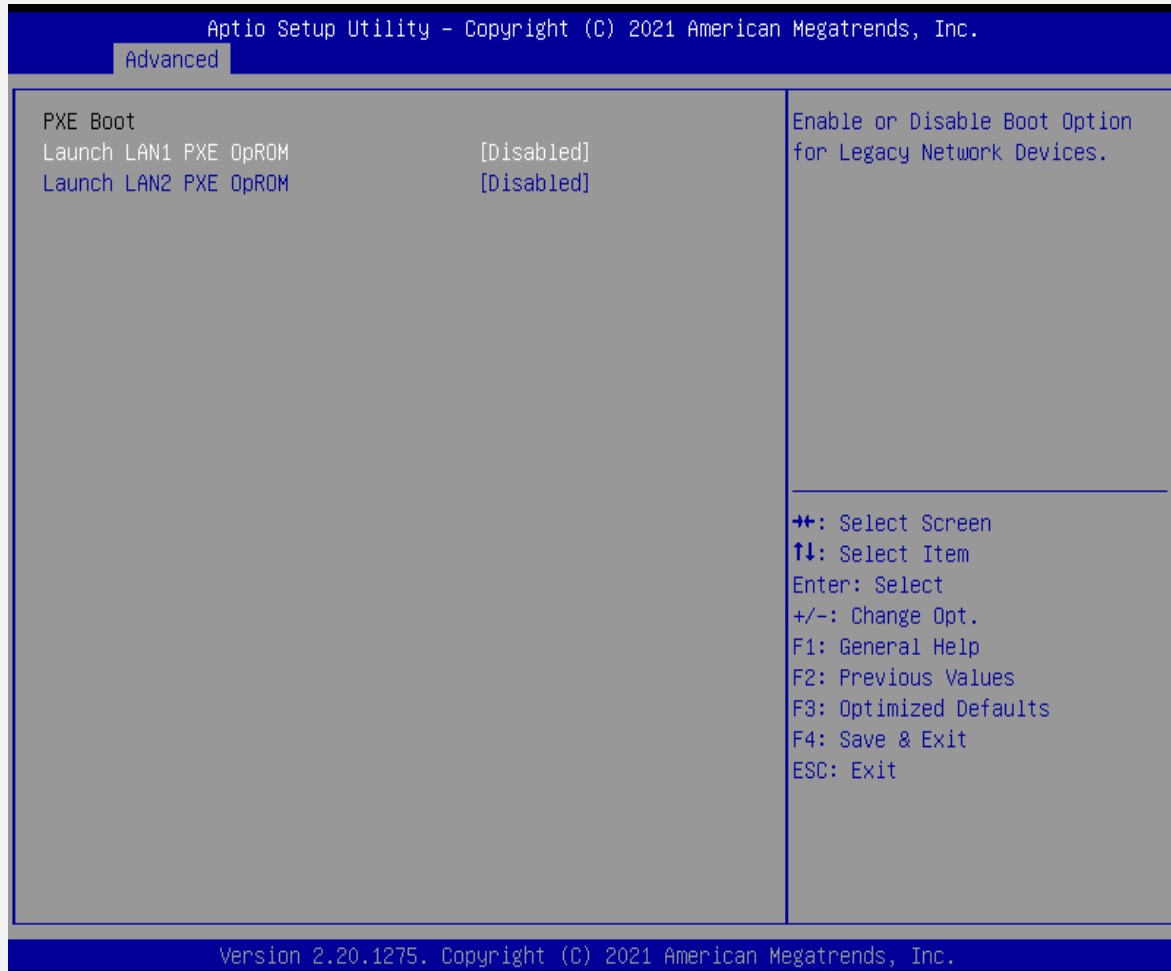 Aptio Setup Utility – Copyright (C) 2021 American Megatrends, Inc.
Advanced
PXE Boot
Launch LAN1 PXE OpROM [Disabled]
Launch LAN2 PXE OpROM [Disabled]
Enable or Disable Boot Option
for Legacy Network Devices.
→←: Select Screen
↑↓: Select Item
Enter: Select
+/-: Change Opt.
F1: General Help
F2: Previous Values
F3: Optimized Defaults
F4: Save & Exit
ESC: Exit
Version 2.20.1275. Copyright (C) 2021 American Megatrends, Inc.